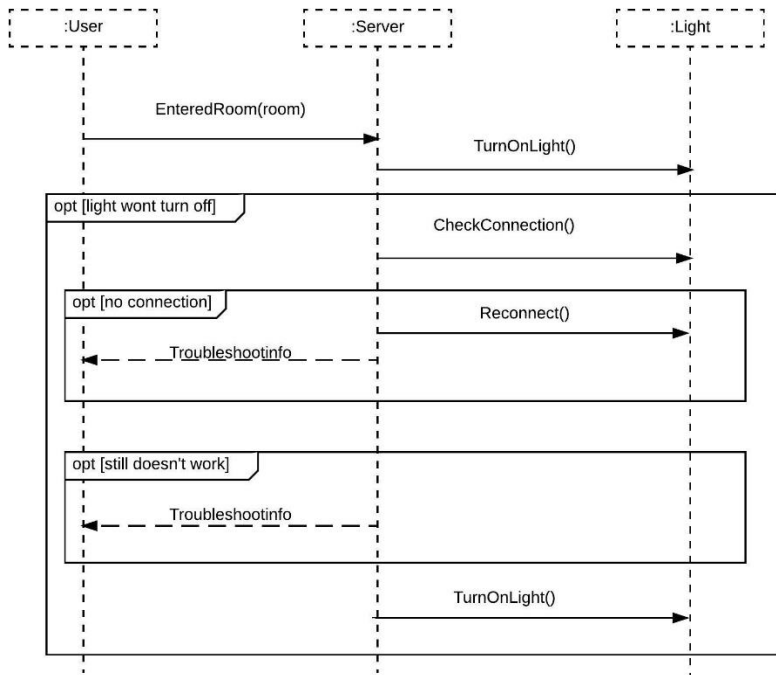 :User
:Server
:Light
EnteredRoom(room)
TurnOnLight()
opt [light wont turn off]
CheckConnection()
opt [no connection]
Reconnect()
Troubleshootinfo
opt [still doesn't work]
Troubleshootinfo
TurnOnLight()